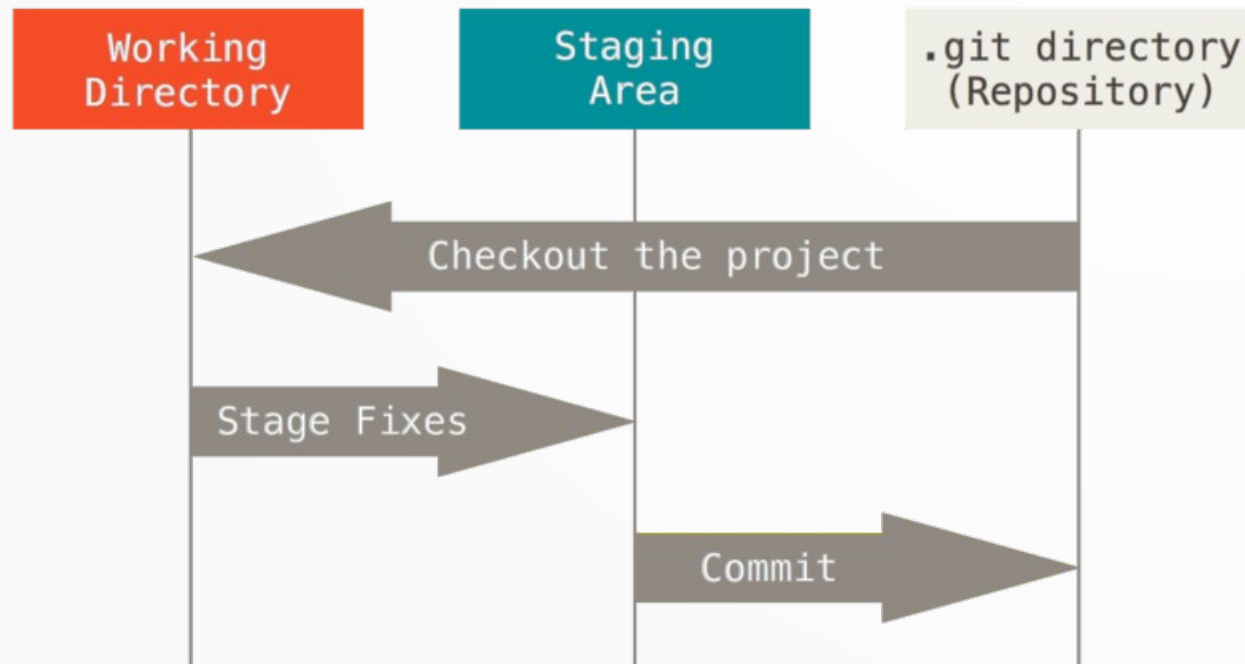 Working
Directory
Staging
Area
.git directory
(Repository)
Checkout the project
Stage Fixes
Commit